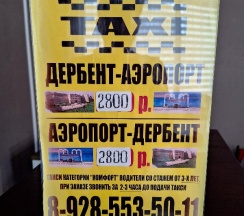 TAXI
ДЕРБЕНТ-АЭРОПОРТ
2800 р.
АЭРОПОРТ-ДЕРБЕНТ
2800 р.
ТАКСИ КАТЕГОРИИ "КОМФОРТ" ВОДИТЕЛИ СО СТАЖЕМ ОТ 3-Х ЛЕТ,
ПРИ ЗАКАЗЕ ЗВОНИТЬ ЗА 2-3 ЧАСА ДО ПОДАЧИ ТАКСИ
8-928-553-50-11